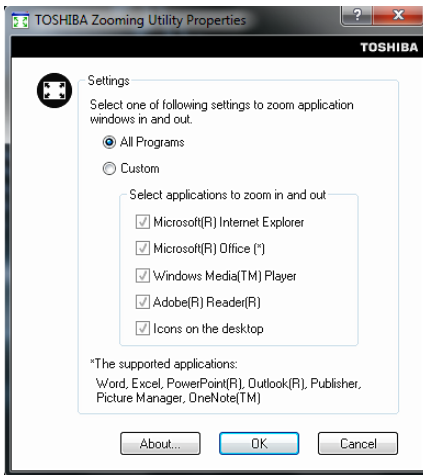 TOSHIBA Zooming Utility Properties
TOSHIBA
Settings
Select one of following settings to zoom application
windows in and out.
All Programs
Custom
Select applications to zoom in and out
Microsoft(R) Internet Explorer
Microsoft(R) Office (*)
Windows Media(TM) Player
Adobe(R) Reader(R)
Icons on the desktop
*The supported applications:
Word, Excel, PowerPoint(R), Outlook(R), Publisher,
Picture Manager, OneNote(TM)
About... OK Cancel